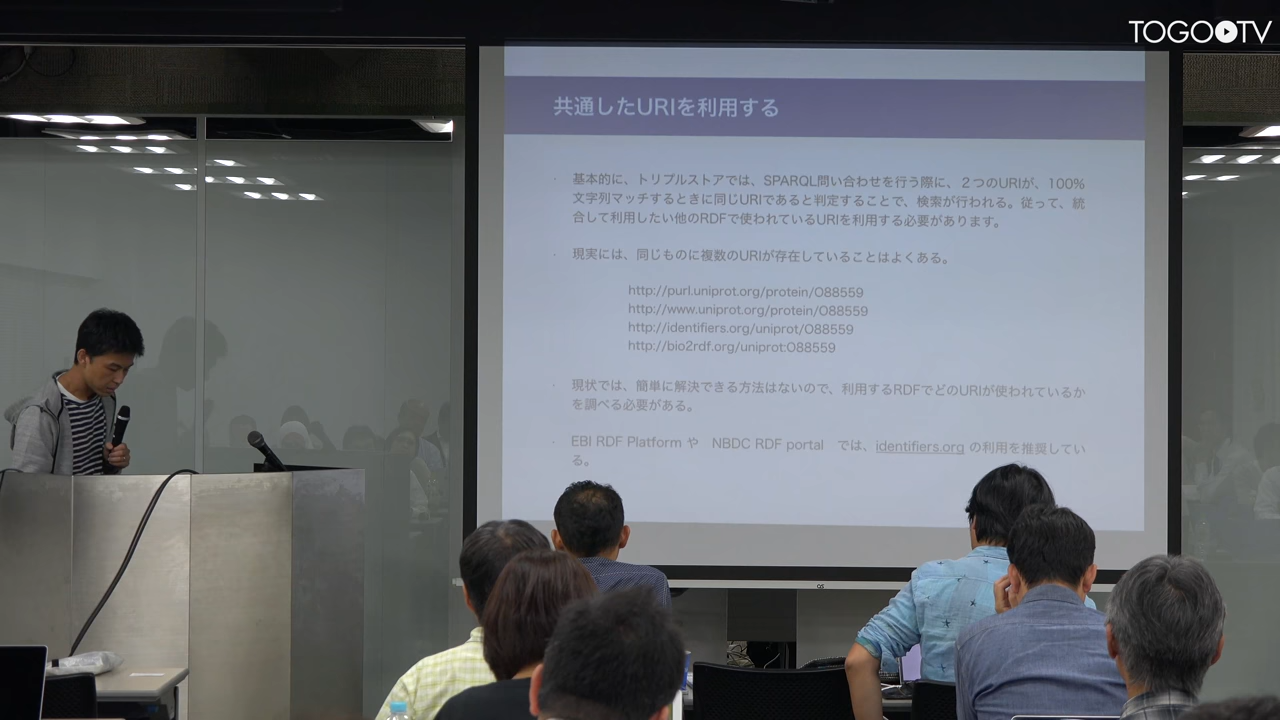 TOGO TV
共通したURIを利用する
・ 基本的に、トリプルストアでは、SPARQL問い合わせを行う際に、２つのURIが、100%
文字列マッチするときに同じURIであると判定することで、検索が行われる。従って、統
合して利用したい他のRDFで使われているURIを利用する必要があります。
・ 現実には、同じものに複数のURIが存在していることはよくある。
http://purl.uniprot.org/protein/O88559
http://www.uniprot.org/protein/O88559
http://identifiers.org/uniprot/O88559
http://bio2rdf.org/uniprot:O88559
・ 現状では、簡単に解決できる方法はないので、利用するRDFでどのURIが使われているか
を調べる必要がある。
・ EBI RDF Platform や NBDC RDF portal では、identifiers.org の利用を推奨してい
る。